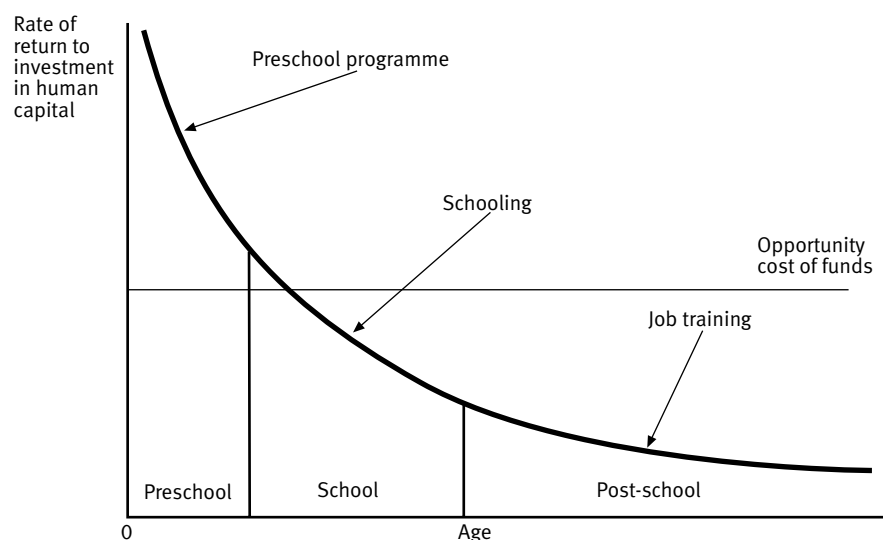 Rate of
return to
investment
in human
capital
Preschool programme
Schooling
Opportunity
cost of funds
Job training
Preschool
School
Post-school
0
Age